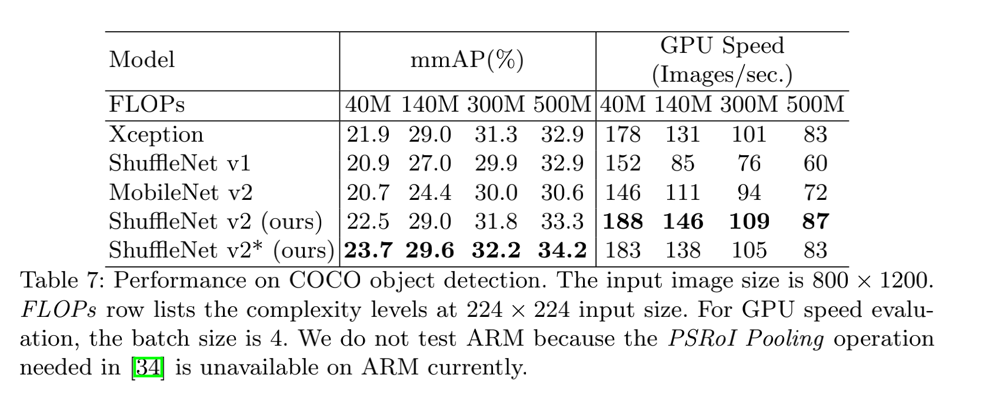 Model mmAP(%) GPU Speed (Images/sec.)
FLOPs 40M 140M 300M 500M 40M 140M 300M 500M
Xception 21.9 29.0 31.3 32.9 178 131 101 83
ShuffleNet v1 20.9 27.0 29.9 32.9 152 85 76 60
MobileNet v2 20.7 24.4 30.0 30.6 146 111 94 72
ShuffleNet v2 (ours) 22.5 29.0 31.8 33.3 188 146 109 87
ShuffleNet v2* (ours) 23.7 29.6 32.2 34.2 183 138 105 83
Table 7: Performance on COCO object detection. The input image size is 800 × 1200.
FLOPs row lists the complexity levels at 224 × 224 input size. For GPU speed evalu-
ation, the batch size is 4. We do not test ARM because the PSRoI Pooling operation
needed in [34] is unavailable on ARM currently.